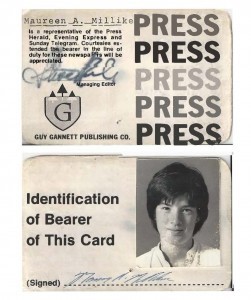 Maureen A. Millike
is a representative of the Press
Herald, Evening Express and
Sunday Telegram. Courtesies ex-
tended the bearer in the line of
duty for these newspapers will be
appreciated.
Managing Editor
GUY GANNETT PUBLISHING CO.
PRESS
PRESS
PRESS
PRESS
PRESS
Identification
of Bearer
of This Card
(Signed)